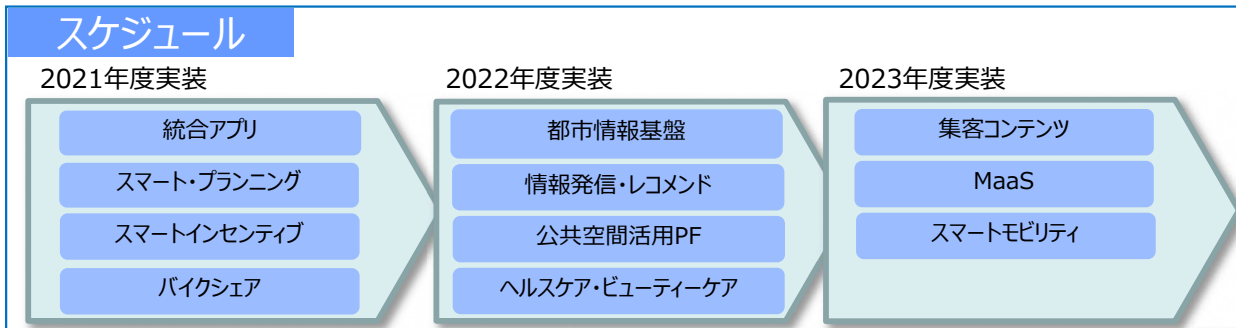 スケジュール
2021年度実装
統合アプリ
スマート・プランニング
スマートインセンティブ
バイクシェア
2022年度実装
都市情報基盤
情報発信・レコメンド
公共空間活用PF
ヘルスケア・ビューティーケア
2023年度実装
集客コンテンツ
MaaS
スマートモビリティ